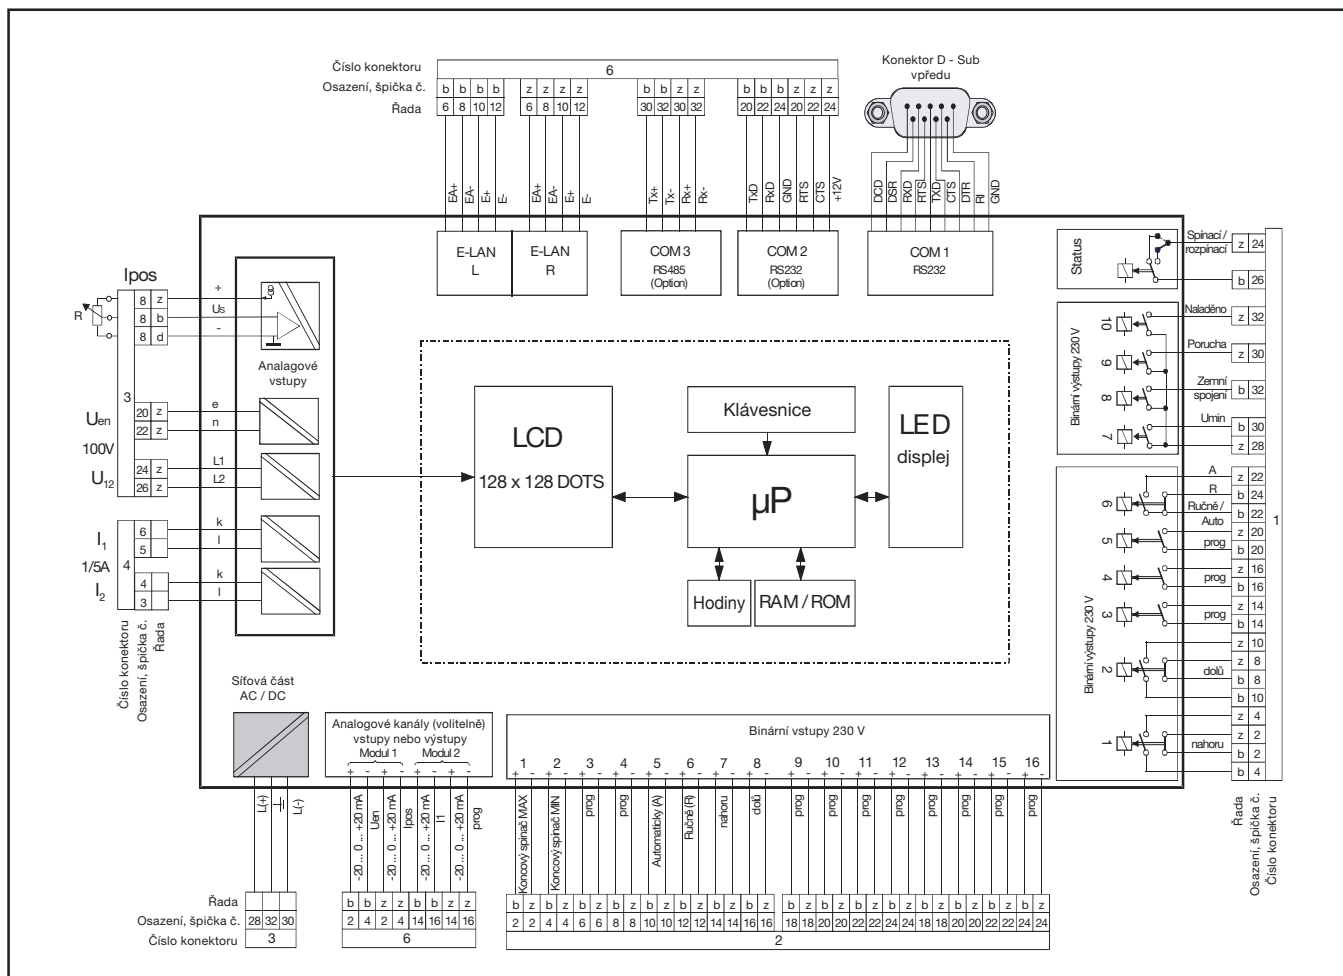 Číslo konektoru
6
Osazení, špička č.
b b b b z z z z b b z z b b b z z z
Řada
6 8 10 12 6 8 10 12 30 32 30 32 20 22 24 20 22 24
Konektor D - Sub
vpředu
EA+ EA- E+ E- EA+ EA- E+ E- Tx+ Tx- Rx+ Rx- TxD RxD GND RTS CTS +12V DCD DSR RXD RTSI TXD CTS DTR RI GND
E-LAN
L
E-LAN
R
COM 3
RS485
(Option)
COM 2
RS232
(Option)
COM 1
RS232
Ipos
R
8 z +
8 b Us
8 d -
3
Uen
20 z e
22 z n
100V
U12
24 z L1
26 z L2
I1
6 k
5 l
1/5A
4
I2
4 k
3 l
Číslo konektoru
Osazení, špička č.
Řada
Analagové
vstupy
LCD
128 x 128 DOTS
Klávesnice
µP
LED
displej
Hodiny
RAM / ROM
Status
Spínací /
rozpínací
z 24
b 26
Binární výstupy 230 V
10
Naladěno
z 32
9
Porucha
z 30
8
Zemní
spojení
b 32
7
Umin
b 30
z 28
Binární výstupy 230 V
6
A
z 22
R
b 24
Ručně /
Auto
b 22
5
z 20
prog
b 20
4
z 16
prog
b 16
3
z 14
prog
b 14
2
z 10
z 8
dolů
b 8
b 10
1
z 4
z 2
nahoru
b 2
b 4
1
Řada
Osazení, špička č.
Číslo konektoru
Síťová část
AC / DC
L(+)
L(-)
Řada
28 32 30
Osazení, špička č.
3
Číslo konektoru
Analogové kanály (volitelně)
vstupy nebo výstupy
Modul 1 Modul 2
+ - + - + - + -
-20 ... 0 ... +20 mA
Uen
-20 ... 0 ... +20 mA
Ipos
-20 ... 0 ... +20 mA
I1
-20 ... 0 ... +20 mA
prog
b b z z b b z z
2 4 2 4 14 16 14 16
6
Binární vstupy 230 V
1 2 3 4 5 6 7 8 9 10 11 12 13 14 15 16
+ - + - + - + - + - + - + - + - + - + - + - + - + - + - + - + -
Koncový spínač MAX
Koncový spínač MIN
prog
prog
Automaticky (A)
Ručně (R)
nahoru
dolů
prog
prog
prog
prog
prog
prog
prog
prog
b z b z b z b z b z b z b z b z b z b z b z b z b z b z b z b z
2 2 4 4 6 6 8 8 10 10 12 12 14 14 16 16 18 18 20 20 22 22 24 24 18 18 20 20 22 22 24 24
2